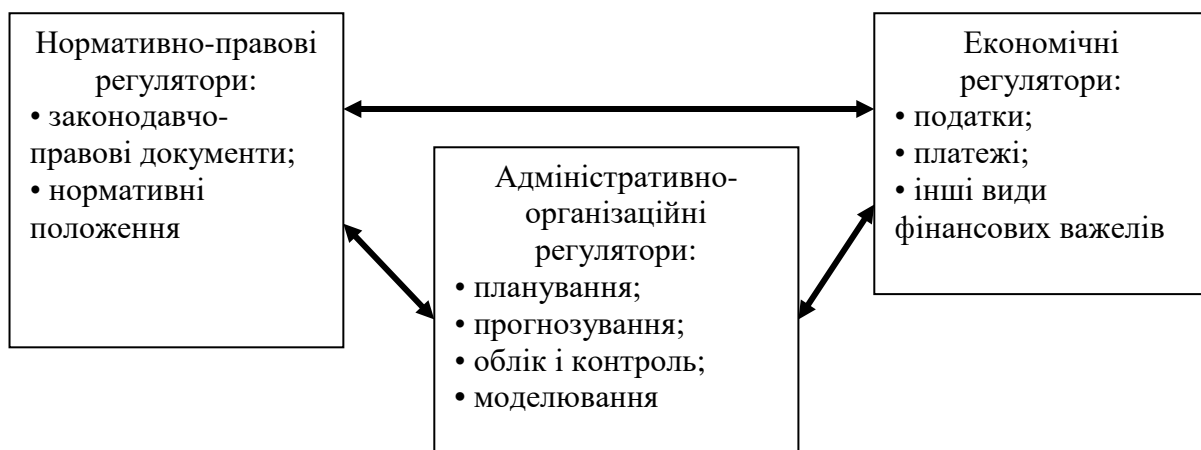 Нормативно-правові
регулятори:
• законодавчо-
правові документи;
• нормативні
положення
Адміністративно-
організаційні
регулятори:
• планування;
• прогнозування;
• облік і контроль;
• моделювання
Економічні
регулятори:
• податки;
• платежі;
• інші види
фінансових важелів